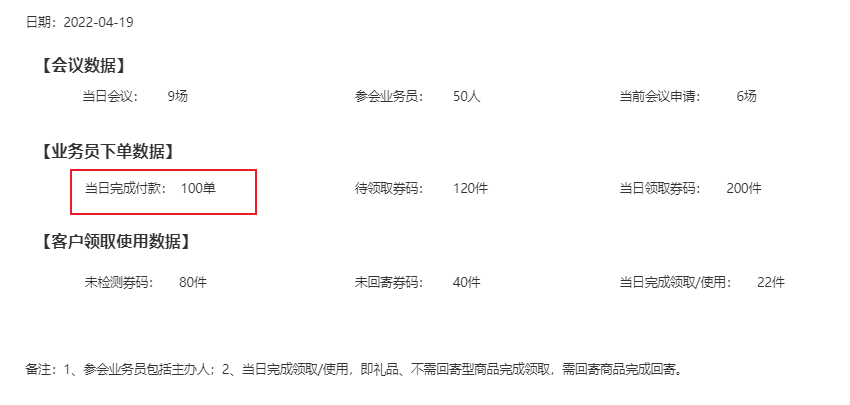 日期：2022-04-19
【会议数据】
当日会议： 9场 参会业务员： 50人 当前会议申请： 6场
【业务员下单数据】
当日完成付款： 100单 待领取券码： 120件 当日领取券码： 200件
【客户领取使用数据】
未检测券码： 80件 未回寄券码： 40件 当日完成领取/使用： 22件
备注：1、参会业务员包括主办人；2、当日完成领取/使用，即礼品、不需回寄型商品完成领取，需回寄商品完成回寄。